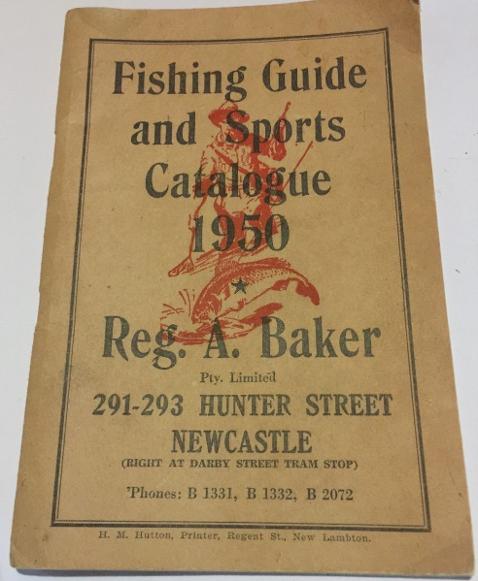 Fishing Guide
and Sports
Catalogue
1950
★
Reg. A. Baker
Pty. Limited
291-293 HUNTER STREET
NEWCASTLE
(RIGHT AT DARBY STREET TRAM STOP)
'Phones: B 1331, B 1332, B 2072
H. M. Hutton, Printer, Regent St., New Lambton.